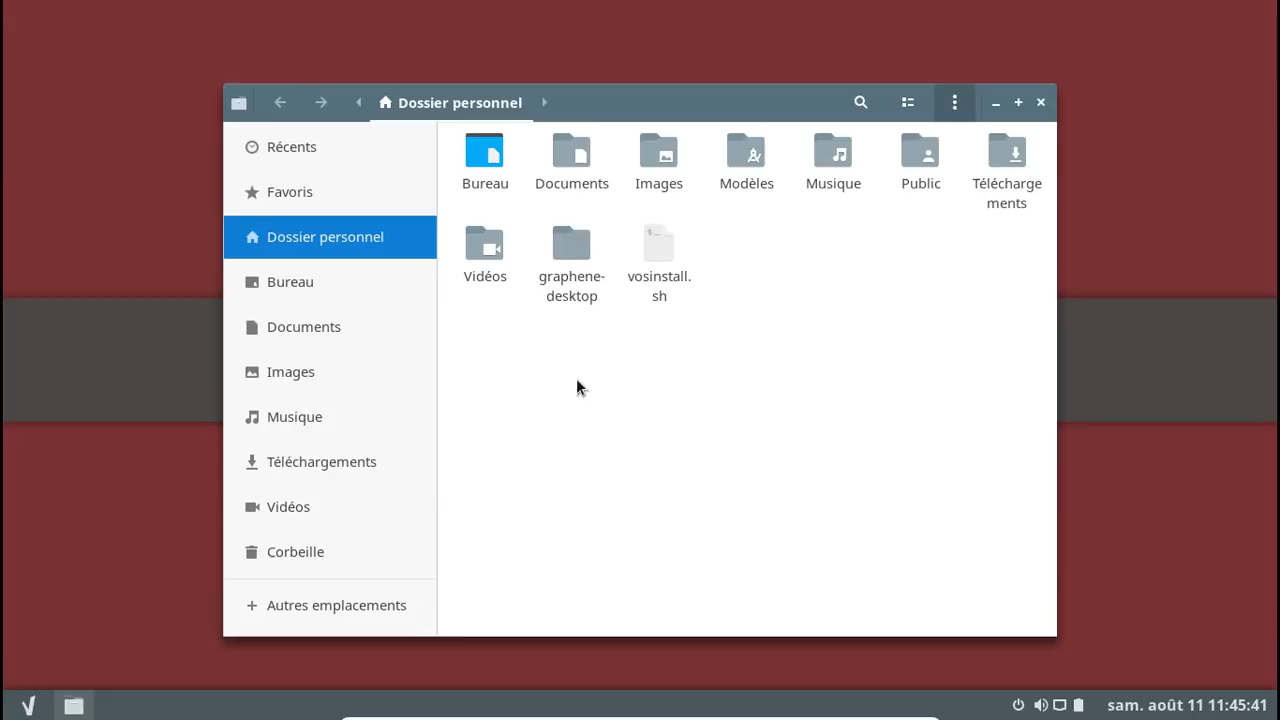 Dossier personnel
Récents
Favoris
Dossier personnel
Bureau
Documents
Images
Musique
Téléchargements
Vidéos
Corbeille
Autres emplacements
Bureau
Documents
Images
Modèles
Musique
Public
Télécharge
ments
Vidéos
graphene-
desktop
vosinstall.
sh
sam. août 11 11:45:41